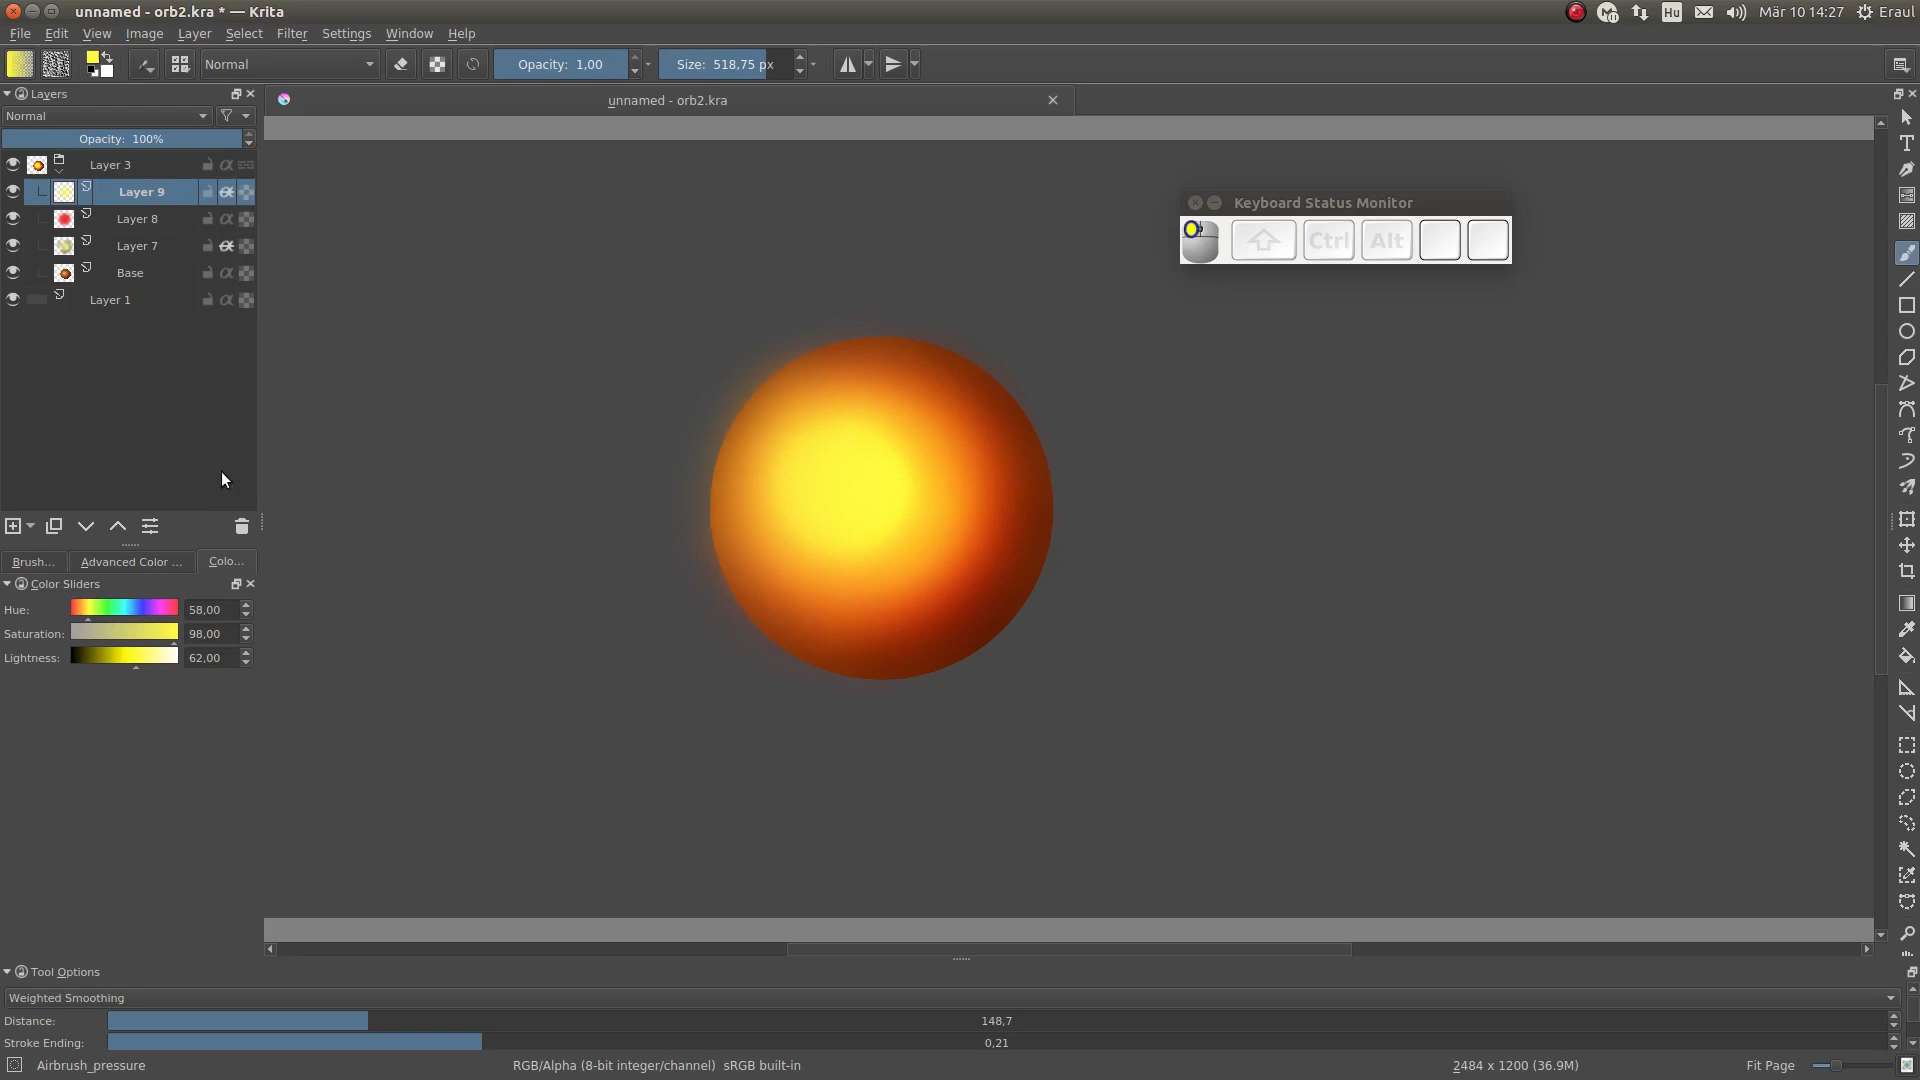 unnamed - orb2.kra * — Krita
Hu
Mär 10 14:27
Eraul
File Edit View Image Layer Select Filter Settings Window Help
Normal
Opacity: 1,00
Size: 518,75 px
Layers
unnamed - orb2.kra
Normal
Opacity: 100%
Layer 3
Layer 9
Layer 8
Layer 7
Base
Layer 1
Keyboard Status Monitor
Ctrl
Alt
Brush...
Advanced Color ...
Colo...
Color Sliders
Hue: 58,00
Saturation: 98,00
Lightness: 62,00
Tool Options
Weighted Smoothing
Distance: 148,7
Stroke Ending: 0,21
Airbrush_pressure
RGB/Alpha (8-bit integer/channel) sRGB built-in
2484 x 1200 (36.9M)
Fit Page